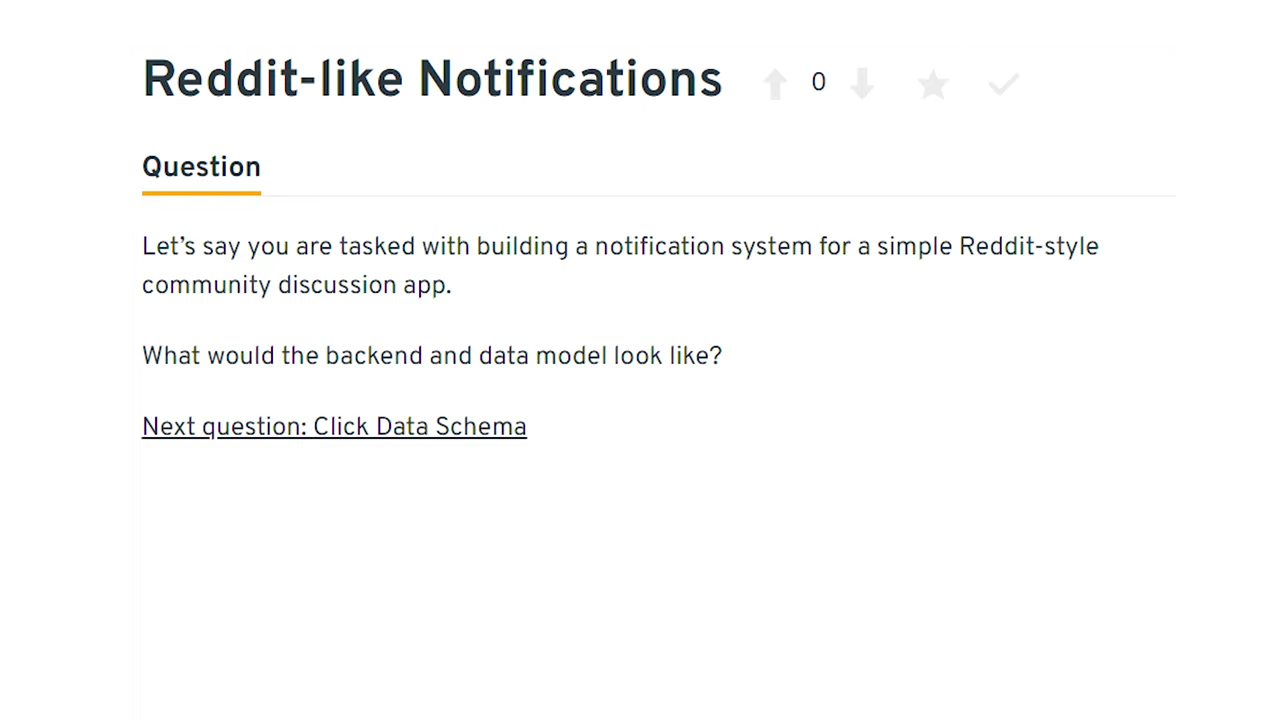 Reddit-like Notifications 0
Question
Let’s say you are tasked with building a notification system for a simple Reddit-style
community discussion app.
What would the backend and data model look like?
Next question: Click Data Schema